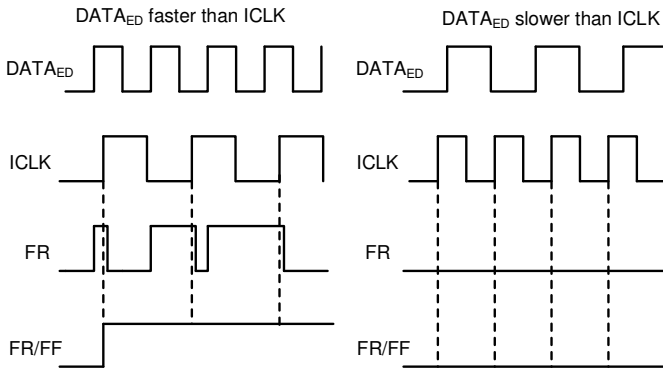 DATA_ED faster than ICLK
DATA_ED
ICLK
FR
FR/FF
DATA_ED slower than ICLK
DATA_ED
ICLK
FR
FR/FF